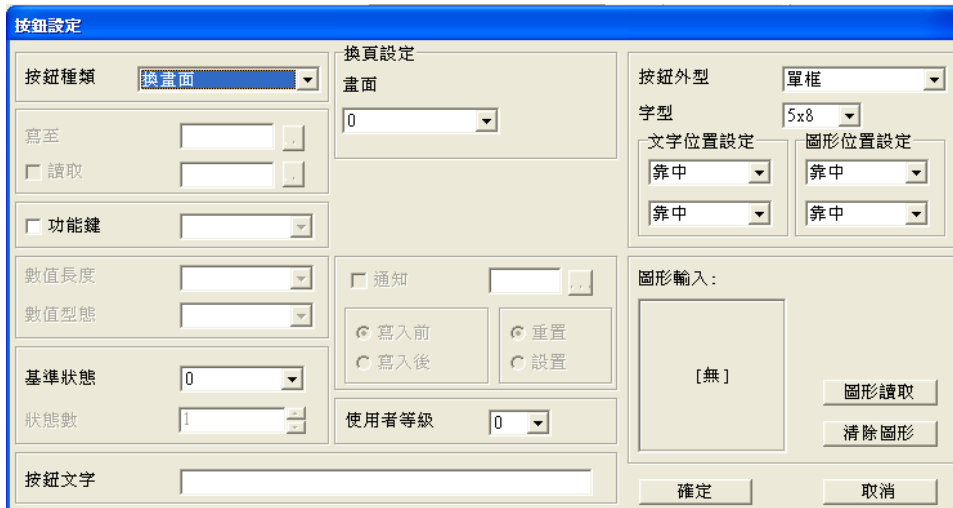 按鈕設定
按鈕種類 換畫面
寫至 .
讀取 .
功能鍵
數值長度
數值型態
基準狀態 0
狀態數 1
按鈕文字
換頁設定
畫面
0
通知 ...
寫入前
寫入後
重置
設置
使用者等級 0
按鈕外型 單框
字型 5x8
文字位置設定
靠中
靠中
圖形位置設定
靠中
靠中
圖形輸入:
[無]
圖形讀取
清除圖形
確定
取消